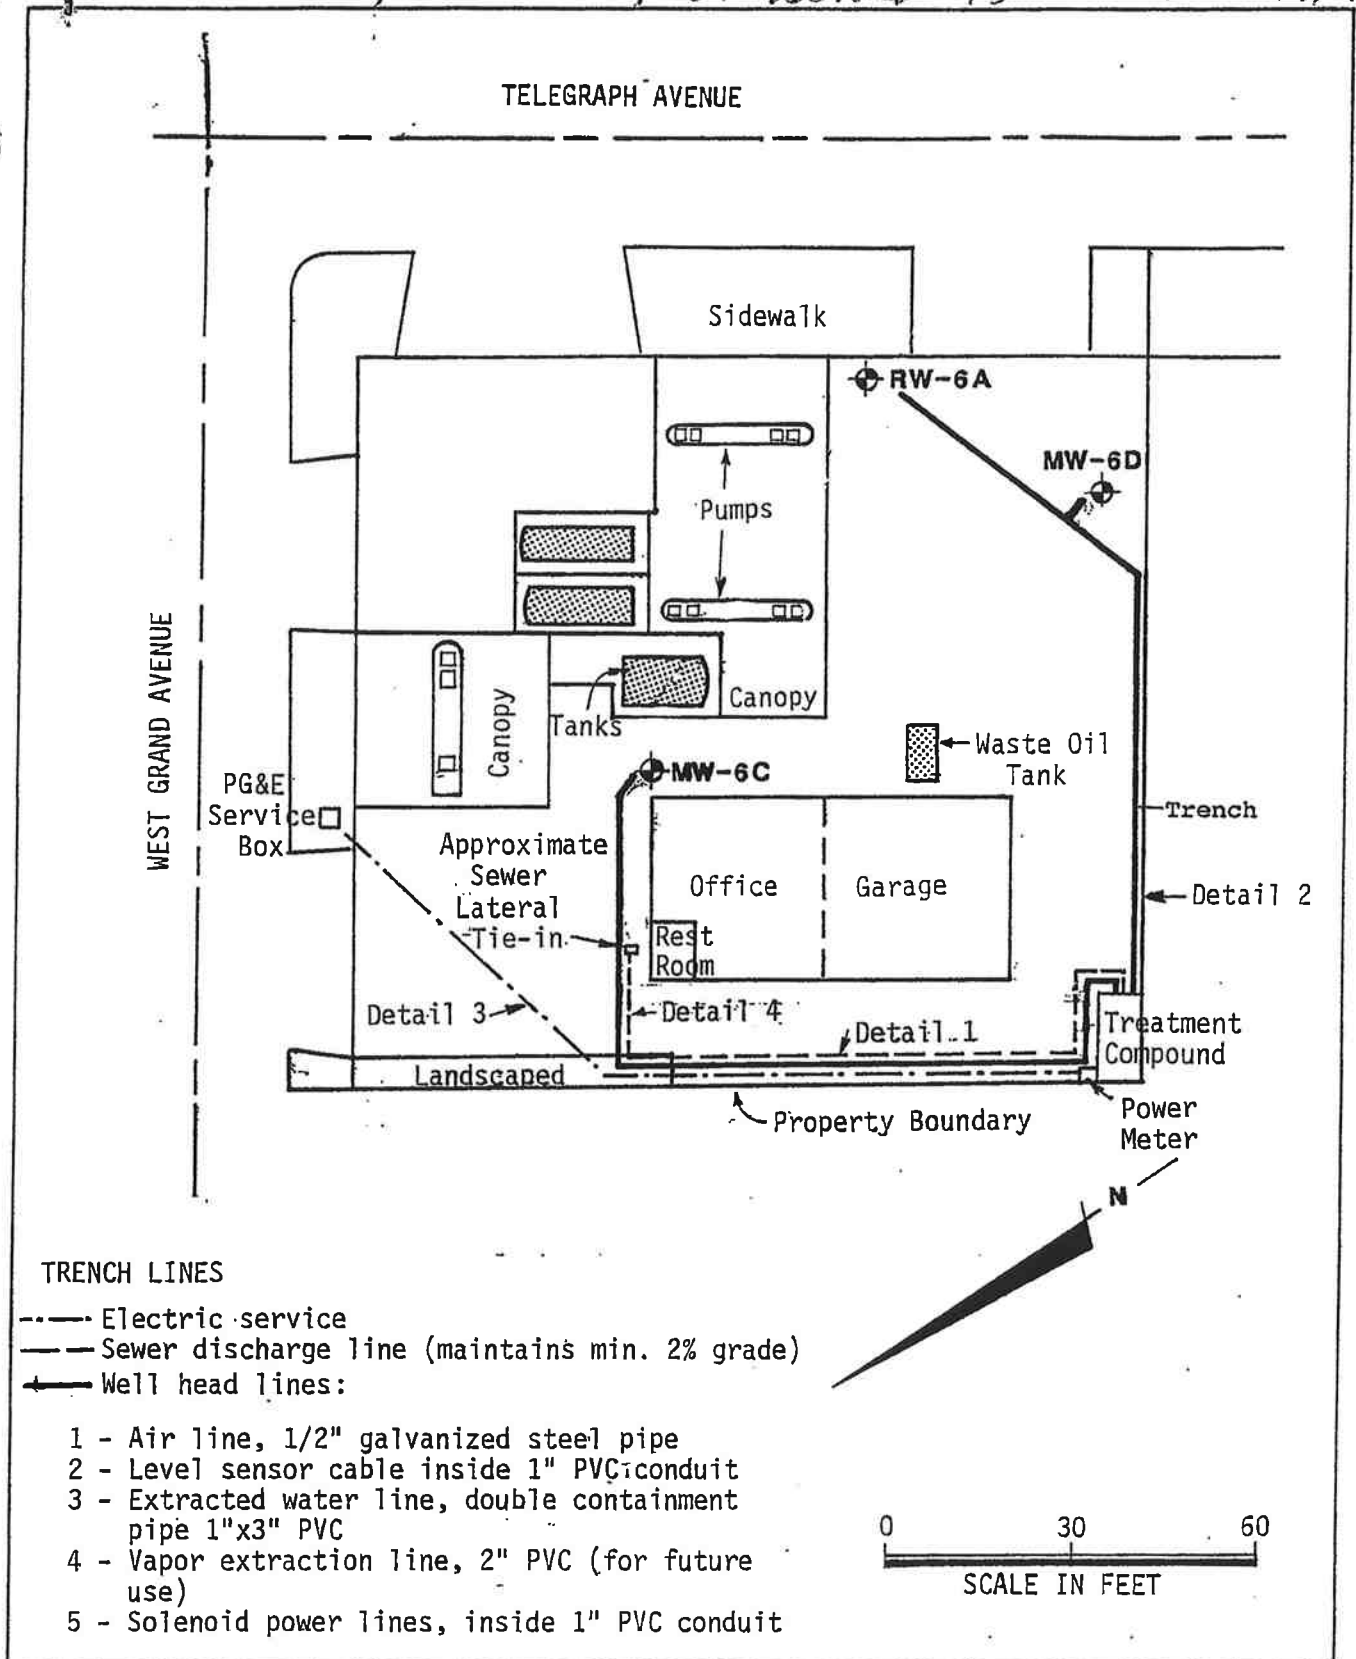 TELEGRAPH AVENUE
Sidewalk
RW-6A
MW-6D
Pumps
WEST GRAND AVENUE
Canopy
Tanks
Canopy
Waste Oil
Tank
MW-6C
PG&E
Service
Box
Trench
Approximate
Sewer
Lateral
Tie-in
Office
Garage
Detail 2
Rest
Room
Detail 3
Detail 4
Detail 1
Treatment
Compound
Landscaped
Property Boundary
Power
Meter
N
TRENCH LINES
Electric service
Sewer discharge line (maintains min. 2% grade)
Well head lines:
1 - Air line, 1/2" galvanized steel pipe
2 - Level sensor cable inside 1" PVC conduit
3 - Extracted water line, double containment
pipe 1"x3" PVC
4 - Vapor extraction line, 2" PVC (for future
use)
5 - Solenoid power lines, inside 1" PVC conduit
0 30 60
SCALE IN FEET